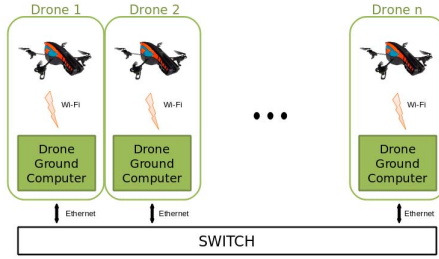 Drone 1
Drone 2
Drone n
Wi-Fi
Wi-Fi
Wi-Fi
Drone
Ground
Computer
Drone
Ground
Computer
Drone
Ground
Computer
Ethernet
Ethernet
Ethernet
SWITCH